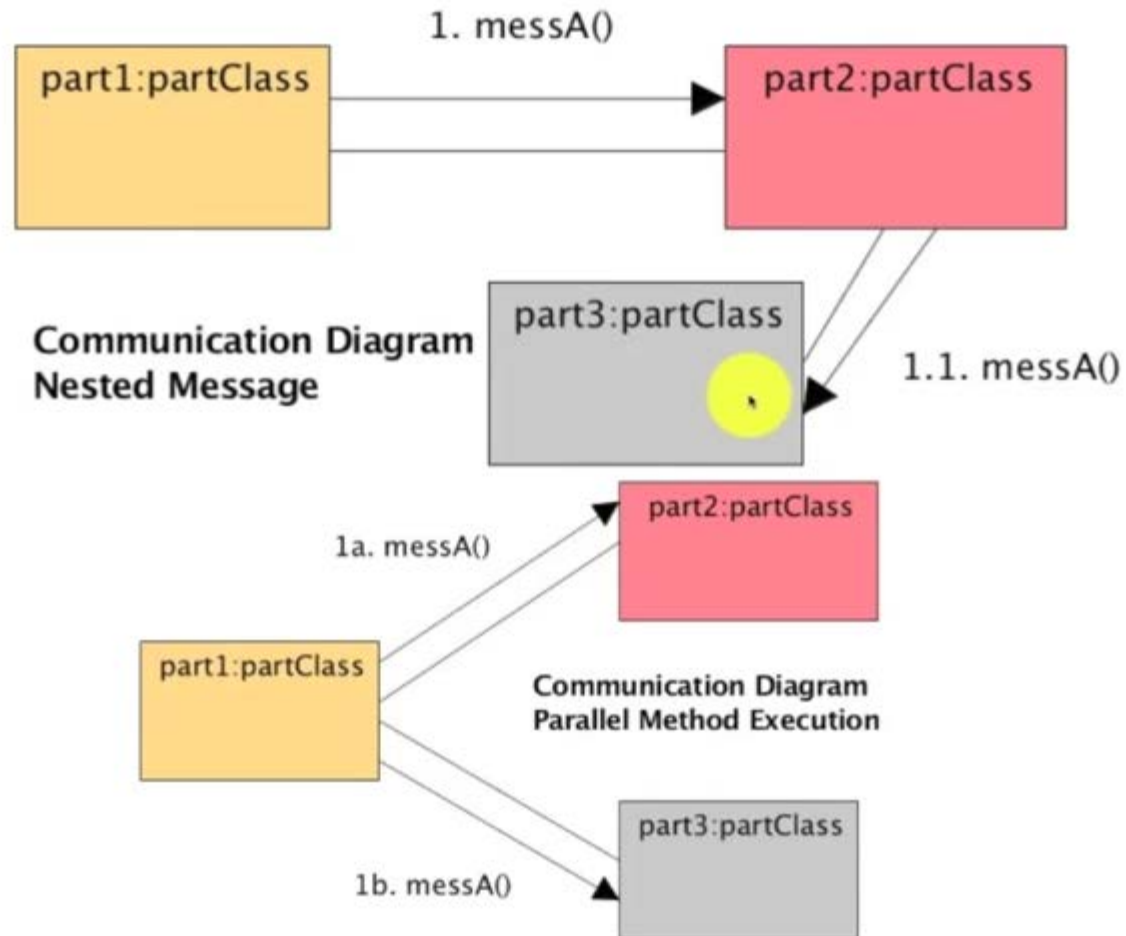 1. messA()
part1:partClass
part2:partClass
part3:partClass
Communication Diagram
Nested Message
1.1. messA()
part2:partClass
1a. messA()
part1:partClass
Communication Diagram
Parallel Method Execution
part3:partClass
1b. messA()